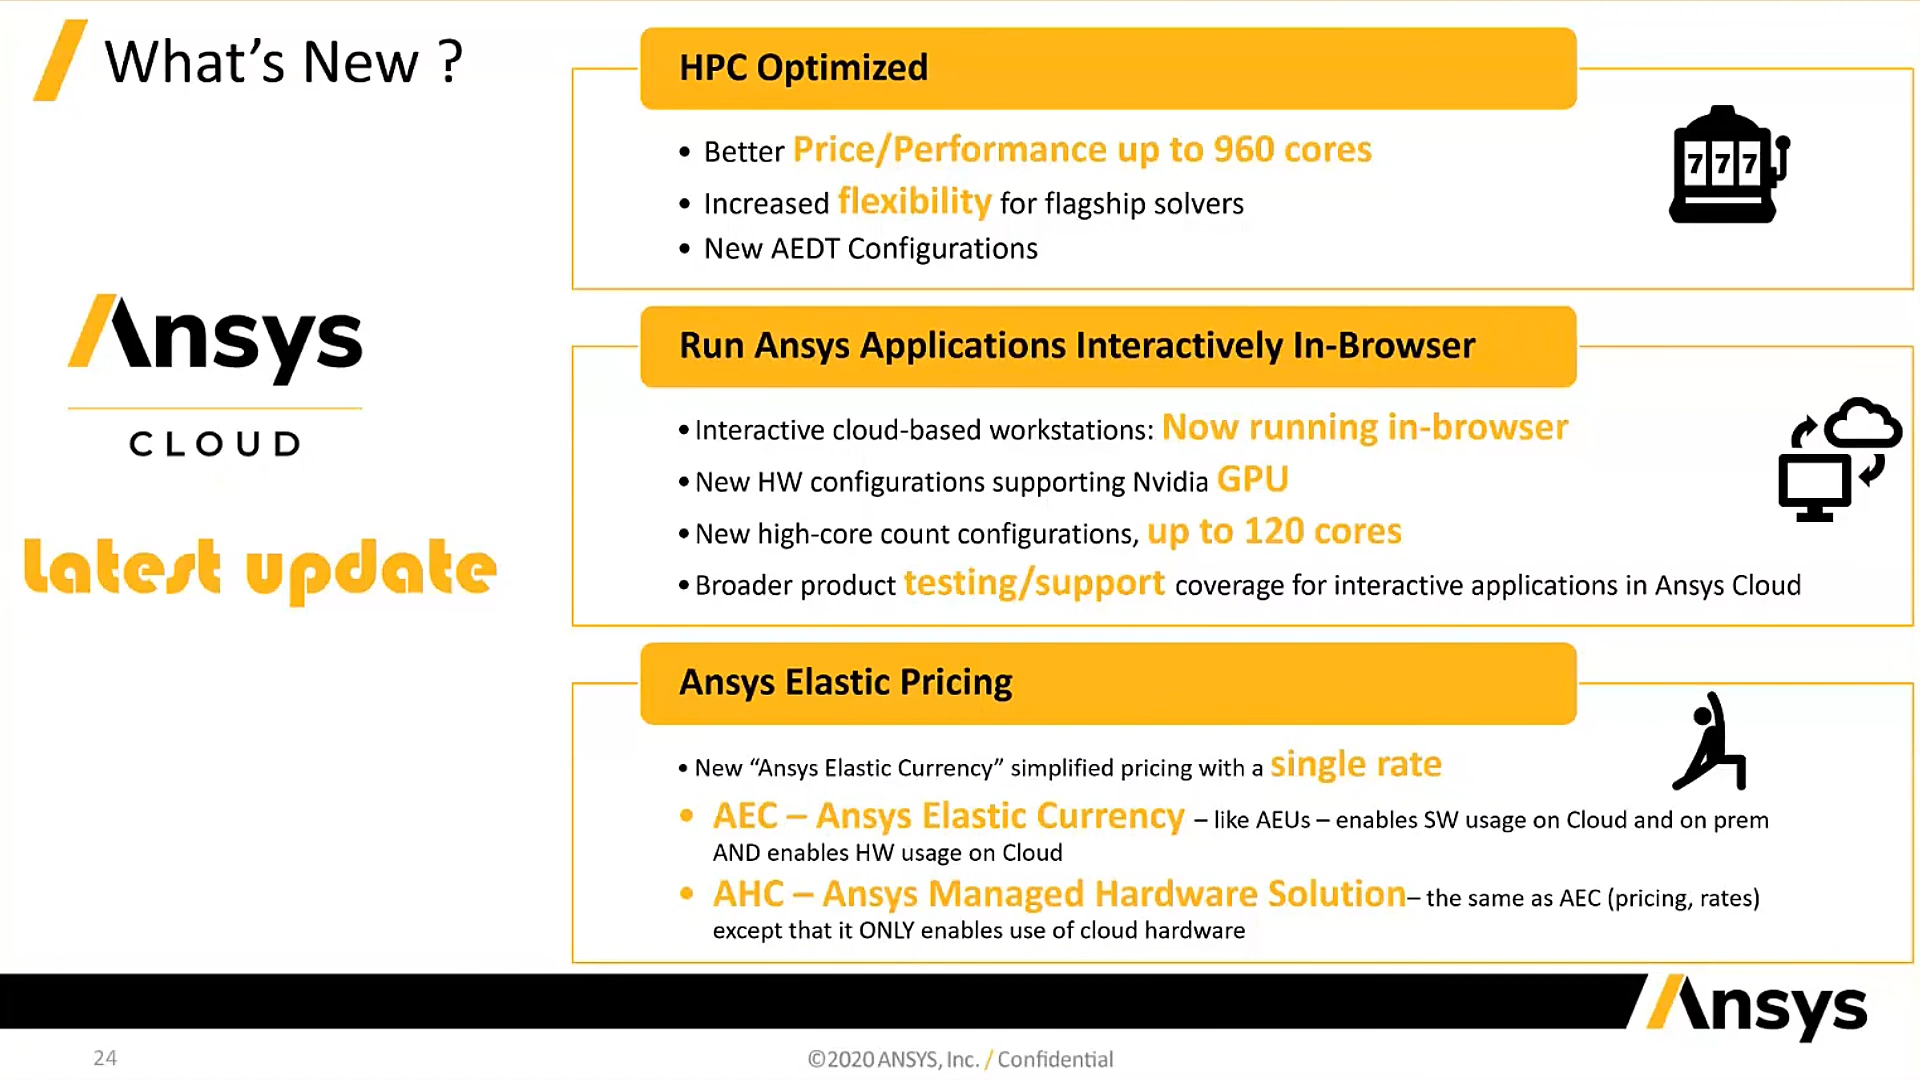 What's New ?
Ansys
CLOUD
Latest update
HPC Optimized
• Better Price/Performance up to 960 cores
• Increased flexibility for flagship solvers
• New AEDT Configurations
777
Run Ansys Applications Interactively In-Browser
• Interactive cloud-based workstations: Now running in-browser
• New HW configurations supporting Nvidia GPU
• New high-core count configurations, up to 120 cores
• Broader product testing/support coverage for interactive applications in Ansys Cloud
Ansys Elastic Pricing
• New “Ansys Elastic Currency” simplified pricing with a single rate
• AEC – Ansys Elastic Currency – like AEUs – enables SW usage on Cloud and on prem
AND enables HW usage on Cloud
• AHC – Ansys Managed Hardware Solution– the same as AEC (pricing, rates)
except that it ONLY enables use of cloud hardware
Ansys
24
©2020 ANSYS, Inc. / Confidential